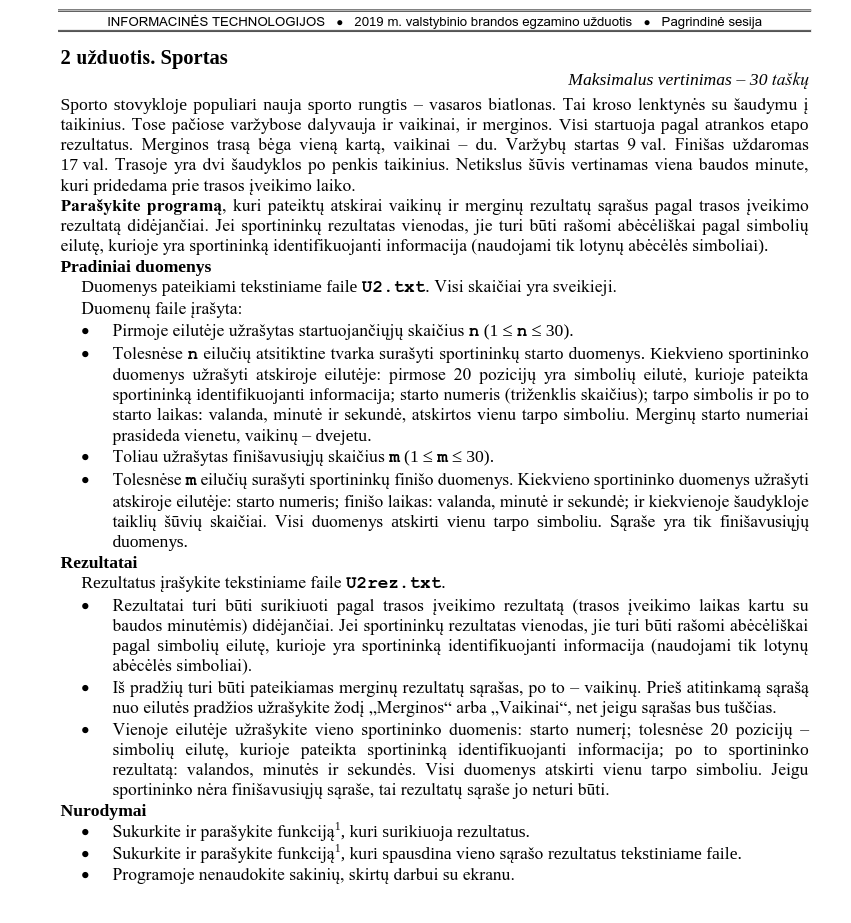 INFORMACINĖS TECHNOLOGIJOS ● 2019 m. valstybinio brandos egzamino užduotis ● Pagrindinė sesija
2 užduotis. Sportas
Maksimalus vertinimas – 30 taškų
Sporto stovykloje populiari nauja sporto rungtis – vasaros biatlonas. Tai kroso lenktynės su šaudymu į
taikinius. Tose pačiose varžybose dalyvauja ir vaikinai, ir merginos. Visi startuoja pagal atrankos etapo
rezultatus. Merginos trasą bėga vieną kartą, vaikinai – du. Varžybų startas 9 val. Finišas uždaromas
17 val. Trasoje yra dvi šaudyklos po penkis taikinius. Netikslus šūvis vertinamas viena baudos minute,
kuri pridedama prie trasos įveikimo laiko.
Parašykite programą, kuri pateiktų atskirai vaikinų ir merginų rezultatų sąrašus pagal trasos įveikimo
rezultatą didėjančiai. Jei sportininkų rezultatas vienodas, jie turi būti rašomi abėcėliškai pagal simbolių
eilutę, kurioje yra sportininką identifikuojanti informacija (naudojami tik lotynų abėcėlės simboliai).
Pradiniai duomenys
Duomenys pateikiami tekstiniame faile U2.txt. Visi skaičiai yra sveikieji.
Duomenų faile įrašyta:
● Pirmoje eilutėje užrašytas startuojančiųjų skaičius n (1 ≤ n ≤ 30).
● Tolesnėse n eilučių atsitiktine tvarka surašyti sportininkų starto duomenys. Kiekvieno sportininko
duomenys užrašyti atskiroje eilutėje: pirmose 20 pozicijų yra simbolių eilutė, kurioje pateikta
sportininką identifikuojanti informacija; starto numeris (triženklis skaičius); tarpo simbolis ir po to
starto laikas: valanda, minutė ir sekundė, atskirtos vienu tarpo simboliu. Merginų starto numeriai
prasideda vienetu, vaikinų – dvejetu.
● Toliau užrašytas finišavusiųjų skaičius m (1 ≤ m ≤ 30).
● Tolesnėse m eilučių surašyti sportininkų finišo duomenys. Kiekvieno sportininko duomenys užrašyti
atskiroje eilutėje: starto numeris; finišo laikas: valanda, minutė ir sekundė; ir kiekvienoje šaudykloje
taiklių šūvių skaičiai. Visi duomenys atskirti vienu tarpo simboliu. Sąraše yra tik finišavusiųjų
duomenys.
Rezultatai
Rezultatus įrašykite tekstiniame faile U2rez.txt.
● Rezultatai turi būti surikiuoti pagal trasos įveikimo rezultatą (trasos įveikimo laikas kartu su
baudos minutėmis) didėjančiai. Jei sportininkų rezultatas vienodas, jie turi būti rašomi abėcėliškai
pagal simbolių eilutę, kurioje yra sportininką identifikuojanti informacija (naudojami tik lotynų
abėcėlės simboliai).
● Iš pradžių turi būti pateikiamas merginų rezultatų sąrašas, po to – vaikinų. Prieš atitinkamą sąrašą
nuo eilutės pradžios užrašykite žodį „Merginos“ arba „Vaikinai“, net jeigu sąrašas bus tuščias.
● Vienoje eilutėje užrašykite vieno sportininko duomenis: starto numerį; tolesnėse 20 pozicijų –
simbolių eilutę, kurioje pateikta sportininką identifikuojanti informacija; po to sportininko
rezultatą: valandos, minutės ir sekundės. Visi duomenys atskirti vienu tarpo simboliu. Jeigu
sportininko nėra finišavusiųjų sąraše, tai rezultatų sąraše jo neturi būti.
Nurodymai
● Sukurkite ir parašykite funkciją¹, kuri surikiuoja rezultatus.
● Sukurkite ir parašykite funkciją¹, kuri spausdina vieno sąrašo rezultatus tekstiniame faile.
● Programoje nenaudokite sakinių, skirtų darbui su ekranu.